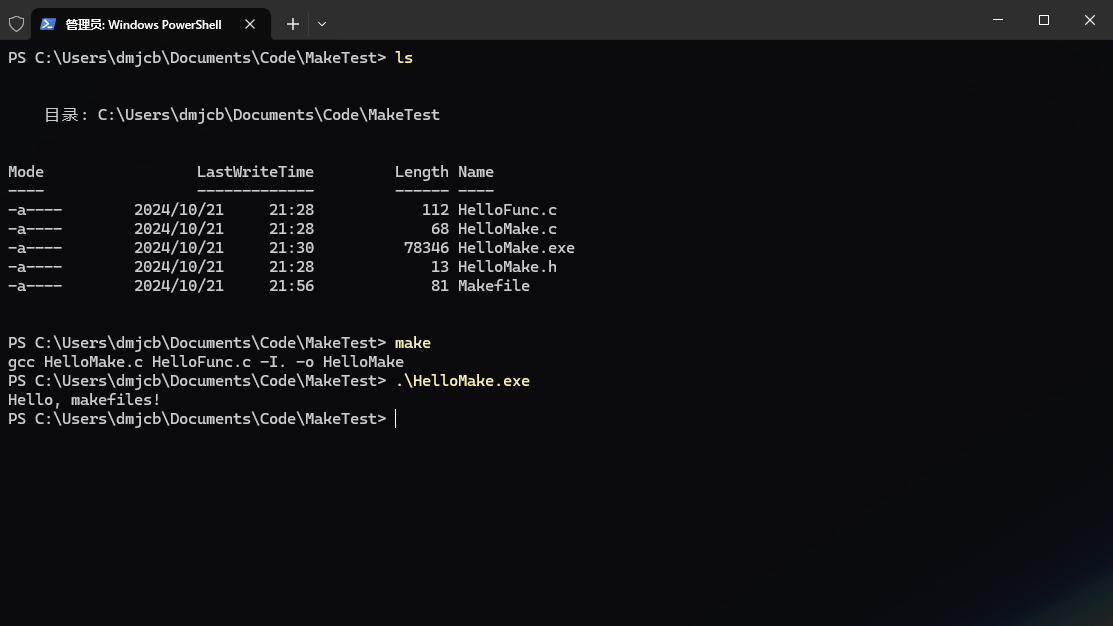 管理员: Windows PowerShell
PS C:\Users\dmjcb\Documents\Code\MakeTest> ls
目录: C:\Users\dmjcb\Documents\Code\MakeTest
Mode                 LastWriteTime         Length Name
----                 -------------         ------ ----
-a----        2024/10/21     21:28            112 HelloFunc.c
-a----        2024/10/21     21:28             68 HelloMake.c
-a----        2024/10/21     21:30          78346 HelloMake.exe
-a----        2024/10/21     21:28             13 HelloMake.h
-a----        2024/10/21     21:56             81 Makefile
PS C:\Users\dmjcb\Documents\Code\MakeTest> make
gcc HelloMake.c HelloFunc.c -I. -o HelloMake
PS C:\Users\dmjcb\Documents\Code\MakeTest> .\HelloMake.exe
Hello, makefiles!
PS C:\Users\dmjcb\Documents\Code\MakeTest>